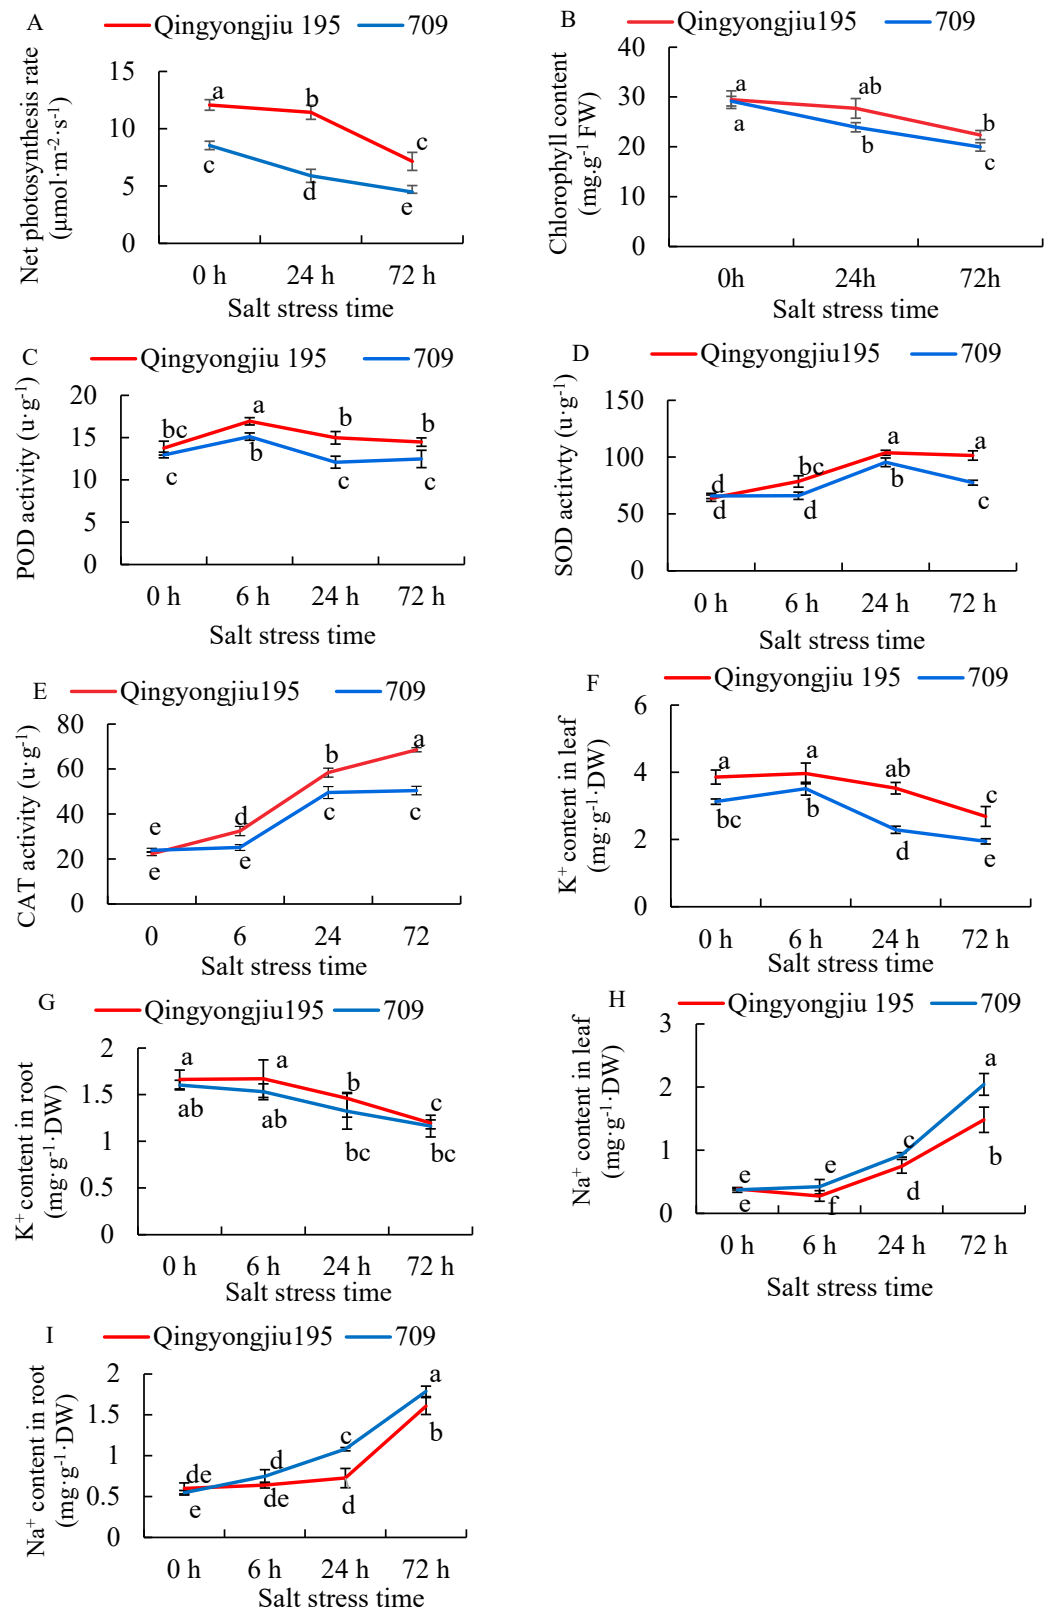 A
Qingyongjiu 195 709
Net photosynthesis rate
(μmol·m⁻²·s⁻¹)
15
10
5
0
a
b
c
c
d
e
0 h 24 h 72 h
Salt stress time
B
Qingyongjiu195 709
Chlorophyll content
(mg.g⁻¹ FW)
40
30
20
10
0
a
ab
b
a
b
c
0h 24h 72h
Salt stress time
C
Qingyongjiu 195 709
POD activity (u·g⁻¹)
20
15
10
5
0
bc
a
b
b
c
b
c
c
0 h 6 h 24 h 72 h
Salt stress time
D
Qingyongjiu195 709
SOD actitvty (u·g⁻¹)
150
100
50
0
d
bc
a
a
d
d
b
c
0 h 6 h 24 h 72 h
Salt stress time
E
Qingyongjiu195 709
CAT activity (u·g⁻¹)
80
60
40
20
0
e
d
b
a
e
e
c
c
0 6 24 72
Salt stress time
F
Qingyongjiu 195 709
K⁺ content in leaf
(mg·g⁻¹·DW)
6
4
2
0
a
a
ab
c
bc
b
d
e
0 h 6 h 24 h 72 h
Salt stress time
G
Qingyongjiu195 709
K⁺ content in root
(mg·g⁻¹·DW)
2
1.5
1
0.5
0
a
a
b
c
ab
ab
bc
bc
0 h 6 h 24 h 72 h
Salt stress time
H
Qingyongjiu 195 709
Na⁺ content in leaf
(mg·g⁻¹·DW)
3
2
1
0
e
e
c
a
e
f
d
b
0 h 6 h 24 h 72 h
Salt stress time
I
Qingyongjiu195 709
Na⁺ content in root
(mg·g⁻¹·DW)
2
1.5
1
0.5
0
de
d
c
a
e
de
d
b
0 h 6 h 24 h 72 h
Salt stress time